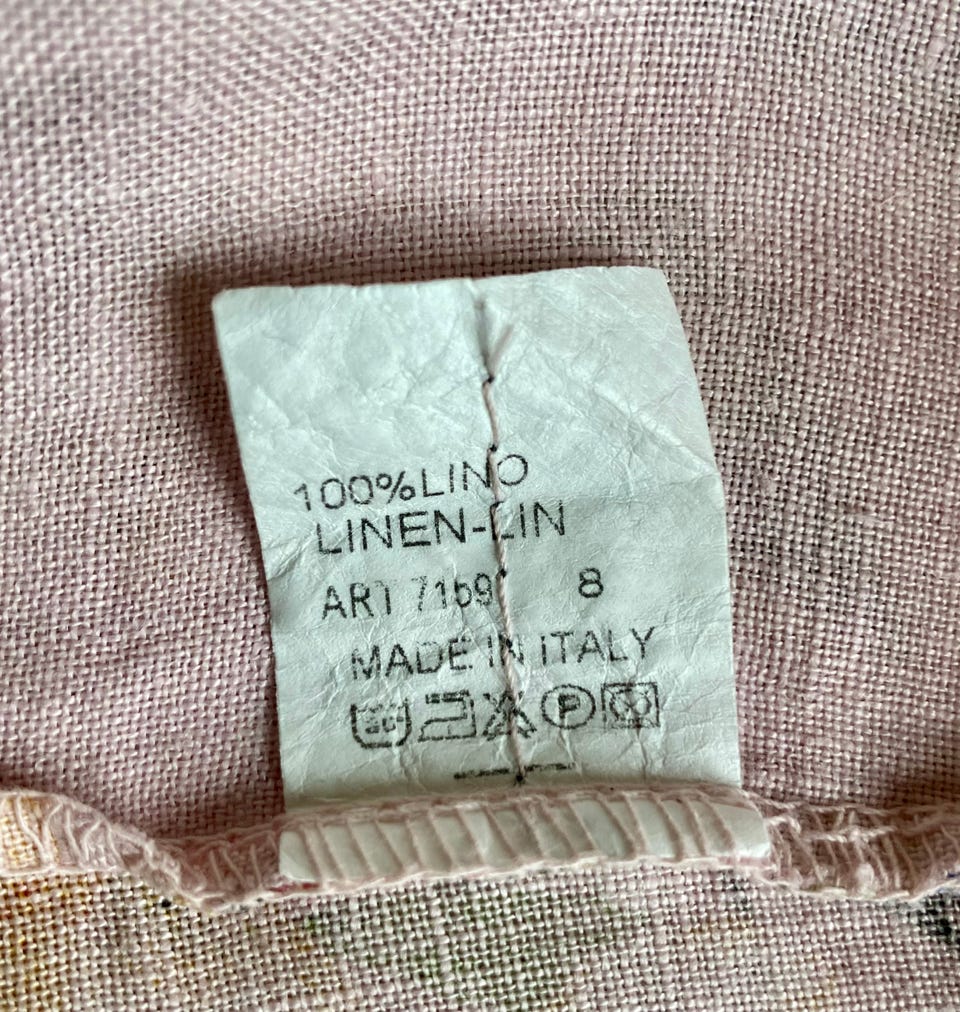 100%LINO
LINEN-LIN
ART 7169 8
MADE IN ITALY
P